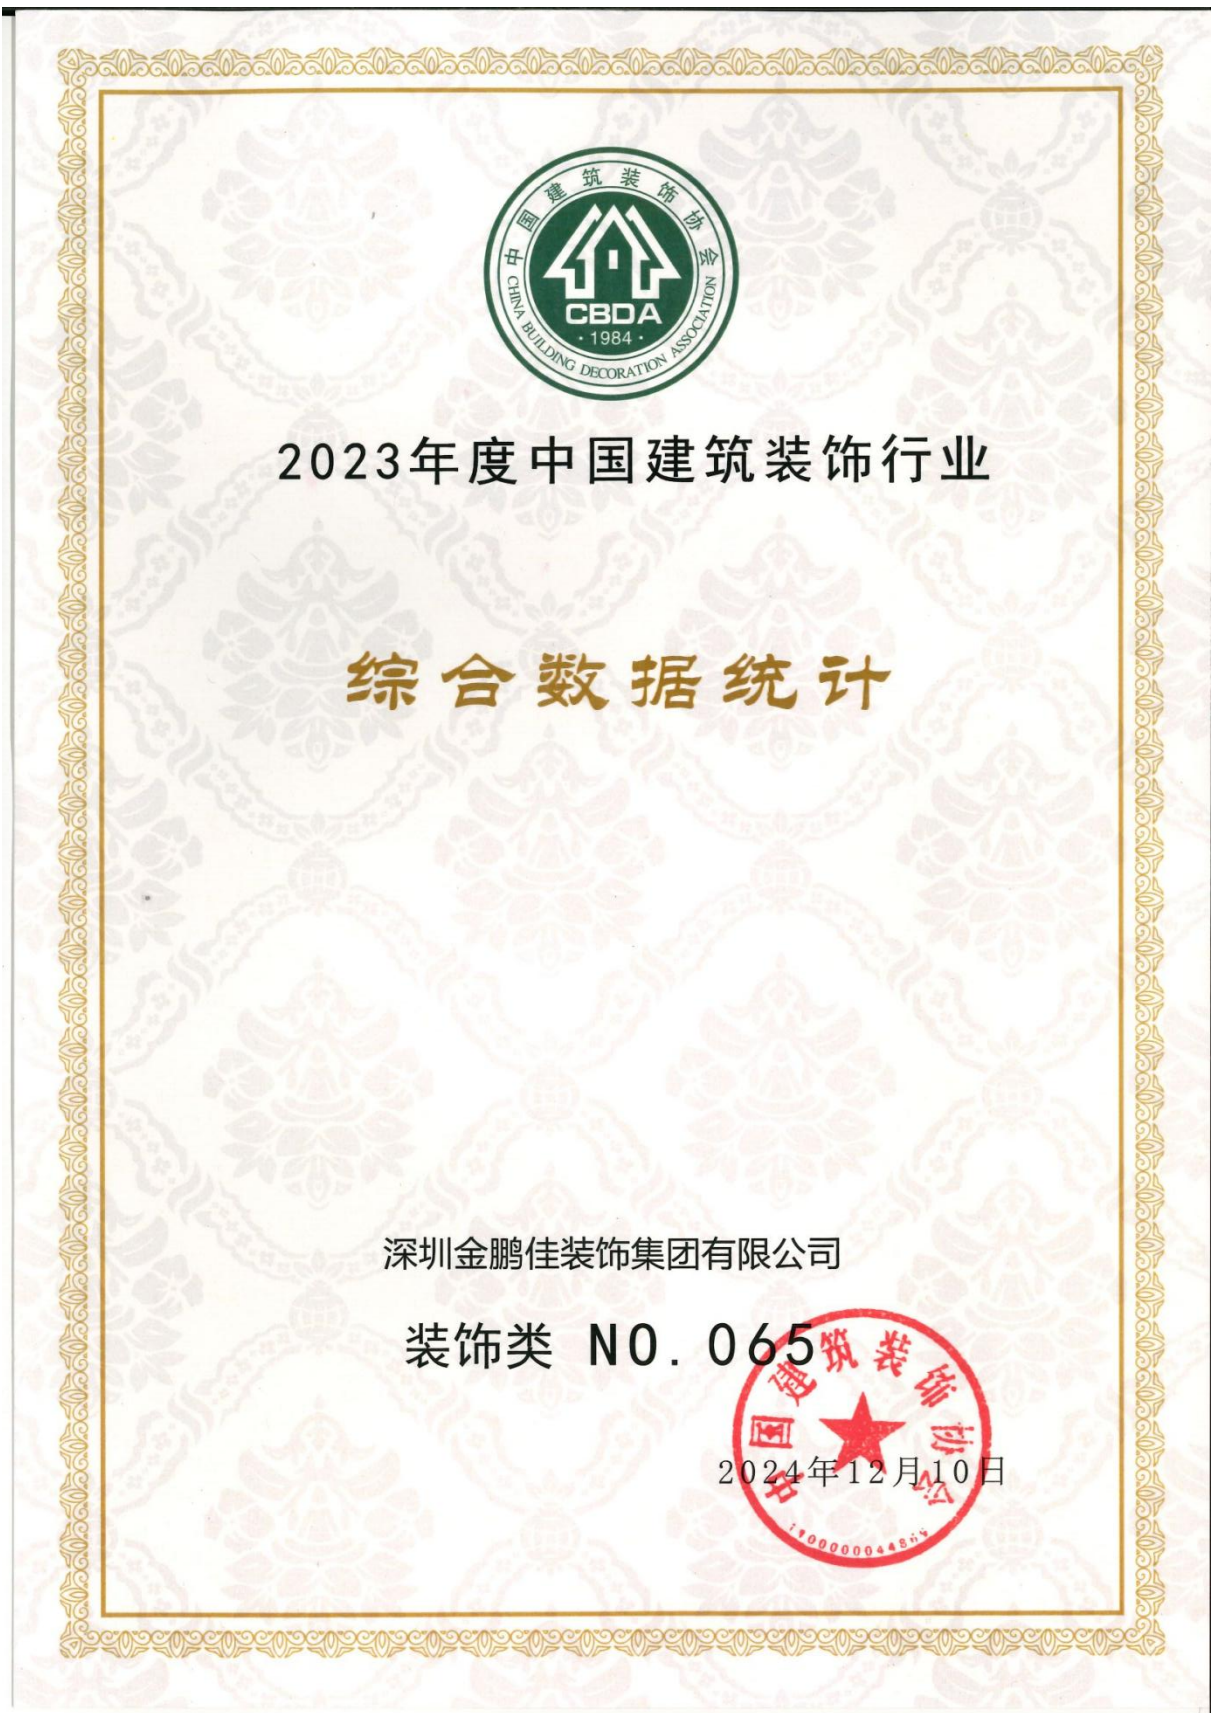 中国建筑装饰协会
CBDA
· 1984 ·
CHINA BUILDING DECORATION ASSOCIATION
2023年度中国建筑装饰行业
综合数据统计
深圳金鹏佳装饰集团有限公司
装饰类 NO.065
中国建筑装饰协会
2024年12月10日